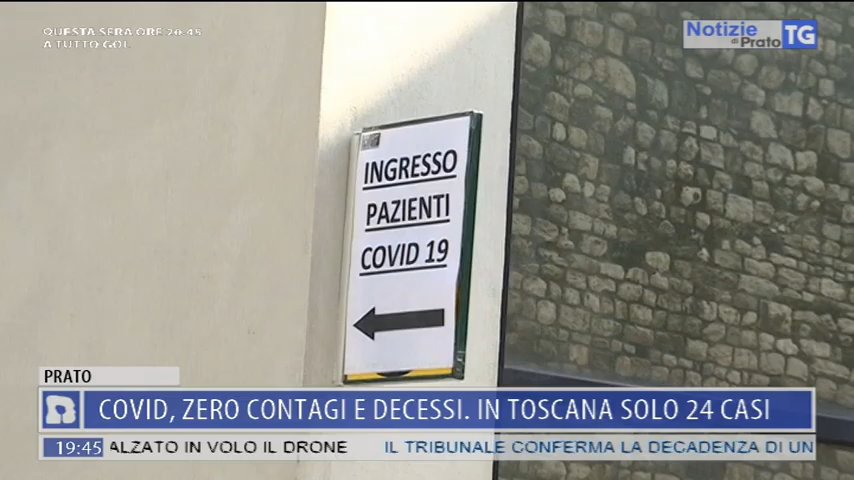 QUESTA SERA ORE 20:45
A TUTTO GOL
Notizie
di Prato TG
INGRESSO
PAZIENTI
COVID 19
PRATO
COVID, ZERO CONTAGI E DECESSI. IN TOSCANA SOLO 24 CASI
19:45 ALZATO IN VOLO IL DRONE IL TRIBUNALE CONFERMA LA DECADENZA DI UN